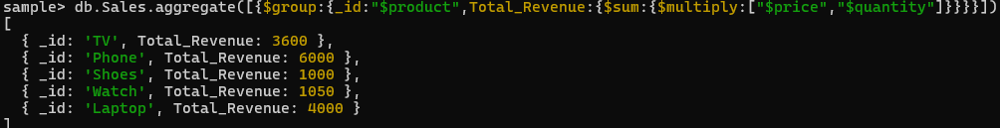 sample> db.Sales.aggregate([{$group:{_id:"$product",Total_Revenue:{$sum:{$multiply:["$price","$quantity"]}}}}])
[
  { _id: 'TV', Total_Revenue: 3600 },
  { _id: 'Phone', Total_Revenue: 6000 },
  { _id: 'Shoes', Total_Revenue: 1000 },
  { _id: 'Watch', Total_Revenue: 1050 },
  { _id: 'Laptop', Total_Revenue: 4000 }
]